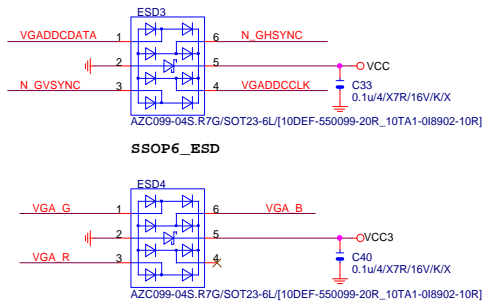 ESD3
VGADDCDATA 1 6 N_GHSYNC
2 5 VCC
N_GVSYNC 3 4 VGADDCCLK
C33
0.1u/4/X7R/16V/K/X
AZC099-04S.R7G/SOT23-6L/[10DEF-550099-20R_10TA1-0I8902-10R]
SSOP6_ESD
ESD4
VGA_G 1 6 VGA_B
2 5 VCC3
VGA_R 3 4
C40
0.1u/4/X7R/16V/K/X
AZC099-04S.R7G/SOT23-6L/[10DEF-550099-20R_10TA1-0I8902-10R]